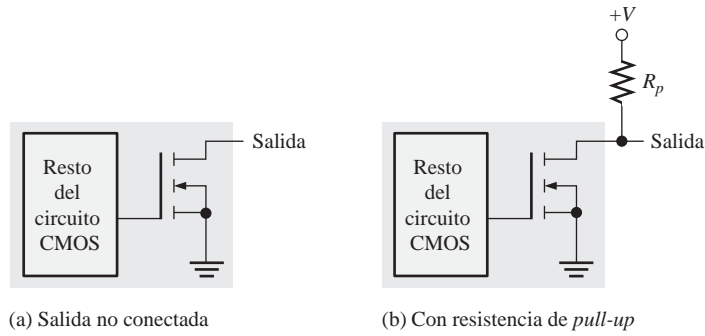 +V
R_p
Salida
Salida
Resto
del
circuito
CMOS
Resto
del
circuito
CMOS
(a) Salida no conectada
(b) Con resistencia de pull-up